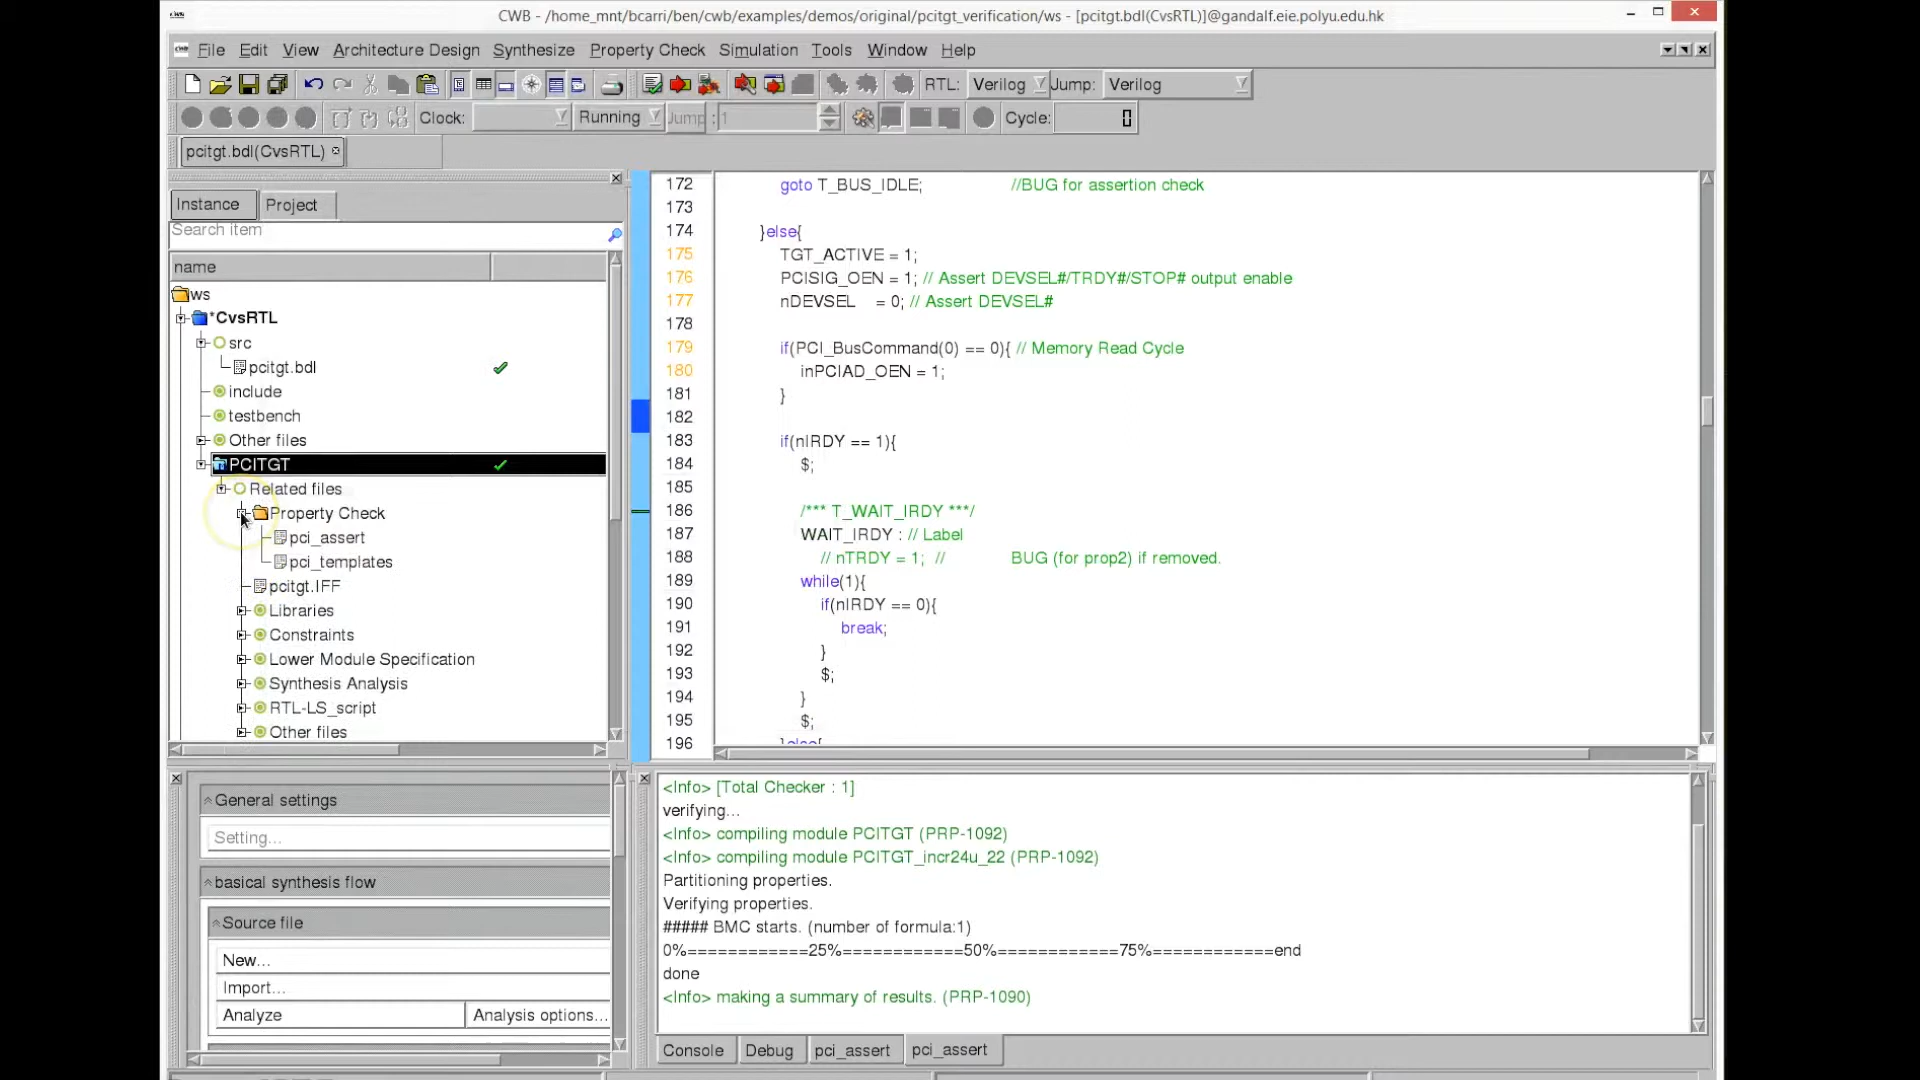 CWB - /home_mnt/bcarri/ben/cwb/examples/demos/original/pcitgt_verification/ws - [pcitgt.bdl(CvsRTL)]@gandalf.eie.polyu.edu.hk
File Edit View Architecture Design Synthesize Property Check Simulation Tools Window Help
RTL: Verilog Jump: Verilog
Clock: Running Jump : 1 Cycle: 0
pcitgt.bdl(CvsRTL)
Instance Project
Search item
name
ws
*CvsRTL
src
pcitgt.bdl
include
testbench
Other files
PCITGT
Related files
Property Check
pci_assert
pci_templates
pcitgt.IFF
Libraries
Constraints
Lower Module Specification
Synthesis Analysis
RTL-LS_script
Other files
172 goto T_BUS_IDLE; //BUG for assertion check
173
174 }else{
175 TGT_ACTIVE = 1;
176 PCISIG_OEN = 1; // Assert DEVSEL#/TRDY#/STOP# output enable
177 nDEVSEL = 0; // Assert DEVSEL#
178
179 if(PCI_BusCommand(0) == 0){ // Memory Read Cycle
180 inPCIAD_OEN = 1;
181 }
182
183 if(nIRDY == 1){
184 $;
185
186 /*** T_WAIT_IRDY ***/
187 WAIT_IRDY : // Label
188 // nTRDY = 1; // BUG (for prop2) if removed.
189 while(1){
190 if(nIRDY == 0){
191 break;
192 }
193 $;
194 }
195 $;
196 }else{
General settings
Setting...
basical synthesis flow
Source file
New...
Import...
Analyze Analysis options...
<Info> [Total Checker : 1]
verifying...
<Info> compiling module PCITGT (PRP-1092)
<Info> compiling module PCITGT_incr24u_22 (PRP-1092)
Partitioning properties.
Verifying properties.
##### BMC starts. (number of formula:1)
0%============25%============50%============75%============end
done
<Info> making a summary of results. (PRP-1090)
Console Debug pci_assert pci_assert